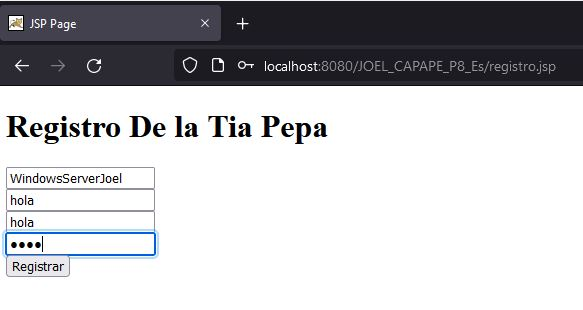 JSP Page
localhost:8080/JOEL_CAPAPE_P8_Es/registro.jsp
Registro De la Tia Pepa
WindowsServerJoel
hola
hola
••••
Registrar